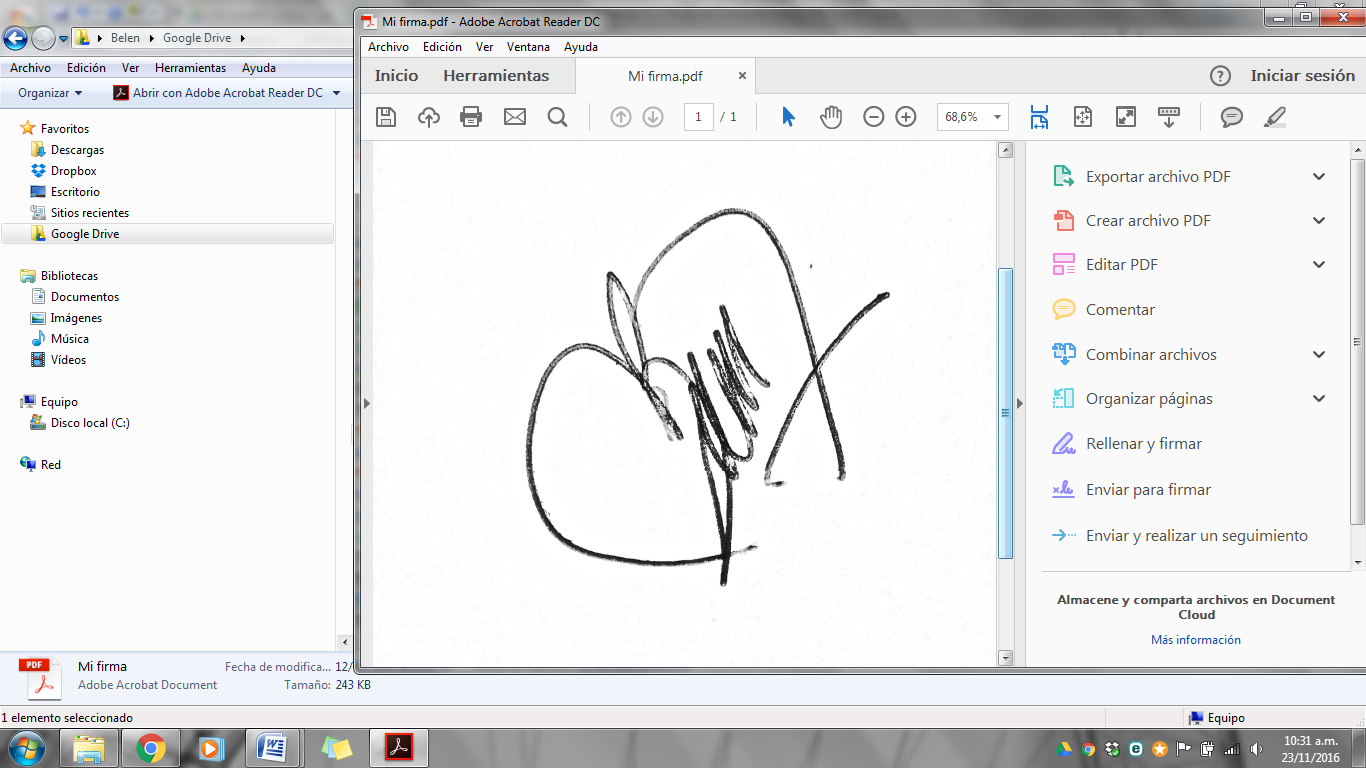 Mi firma.pdf - Adobe Acrobat Reader DC
Belen
Google Drive
Archivo Edición Ver Herramientas Ayuda
Organizar
Abrir con Adobe Acrobat Reader DC
Favoritos
Descargas
Dropbox
Escritorio
Sitios recientes
Google Drive
Bibliotecas
Documentos
Imágenes
Música
Vídeos
Equipo
Disco local (C:)
Red
Archivo Edición Ver Ventana Ayuda
Inicio Herramientas Mi firma.pdf Iniciar sesión
1 / 1 68,6%
Exportar archivo PDF
Crear archivo PDF
Editar PDF
Comentar
Combinar archivos
Organizar páginas
Rellenar y firmar
Enviar para firmar
Enviar y realizar un seguimiento
Almacene y comparta archivos en Document
Cloud
Más información
PDF
Mi firma Fecha de modifica... 12/
Adobe Acrobat Document Tamaño: 243 KB
1 elemento seleccionado Equipo
10:31 a.m.
23/11/2016